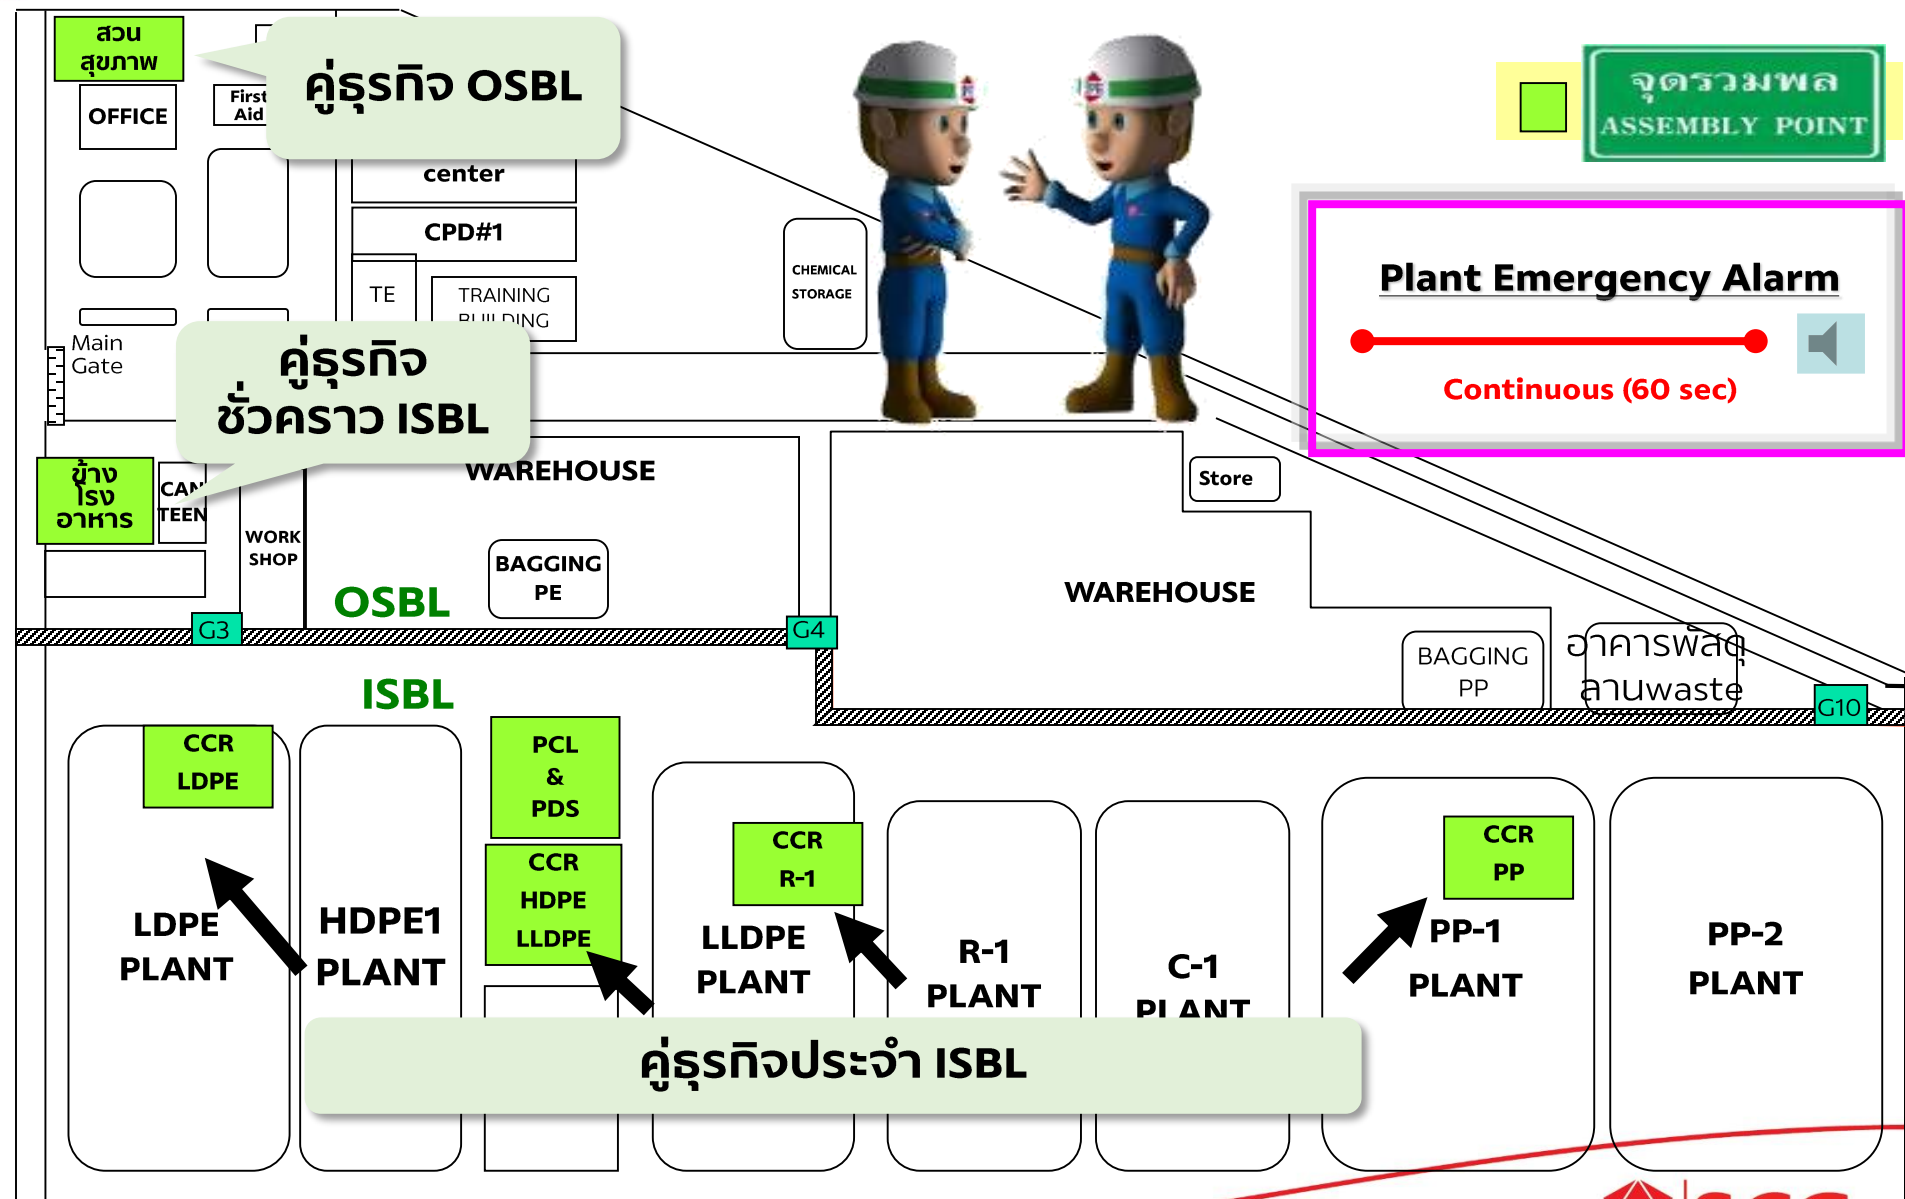 สวน
สุขภาพ
คู่ธุรกิจ OSBL
จุดรวมพล
ASSEMBLY POINT
OFFICE
First
Aid
center
CPD#1
TE
TRAINING
BUILDING
CHEMICAL
STORAGE
Plant Emergency Alarm
Continuous (60 sec)
Main
Gate
คู่ธุรกิจ
ชั่วคราว ISBL
ข้าง
โรง
อาหาร
CAN
TEEN
WORK
SHOP
WAREHOUSE
BAGGING
PE
OSBL
Store
WAREHOUSE
BAGGING
PP
อาคารพัสดุ
ลานwaste
G3
G4
G10
ISBL
CCR
LDPE
PCL
&
PDS
CCR
HDPE
LLDPE
CCR
R-1
CCR
PP
LDPE
PLANT
HDPE1
PLANT
LLDPE
PLANT
R-1
PLANT
C-1
PLANT
PP-1
PLANT
PP-2
PLANT
คู่ธุรกิจประจำ ISBL